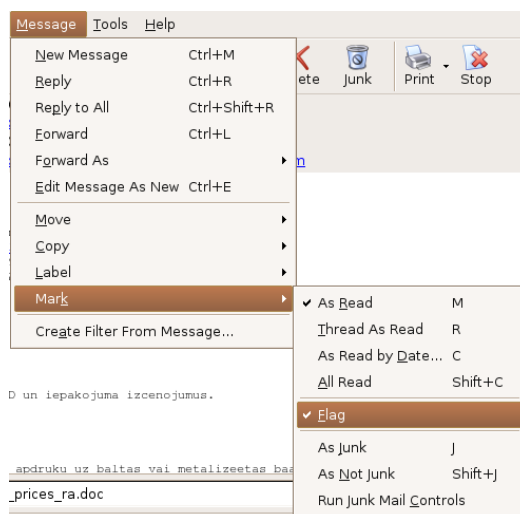 Message Tools Help
New Message Ctrl+M
Reply Ctrl+R
Reply to All Ctrl+Shift+R
Forward Ctrl+L
Forward As
Edit Message As New Ctrl+E
Move
Copy
Label
Mark
Create Filter From Message...
ete Junk Print Stop
m
As Read M
Thread As Read R
As Read by Date... C
All Read Shift+C
Flag
As Junk J
As Not Junk Shift+J
Run Junk Mail Controls
D un iepakojuma izcenojumus.
apdruku uz baltas vai metalizeetas baa
_prices_ra.doc